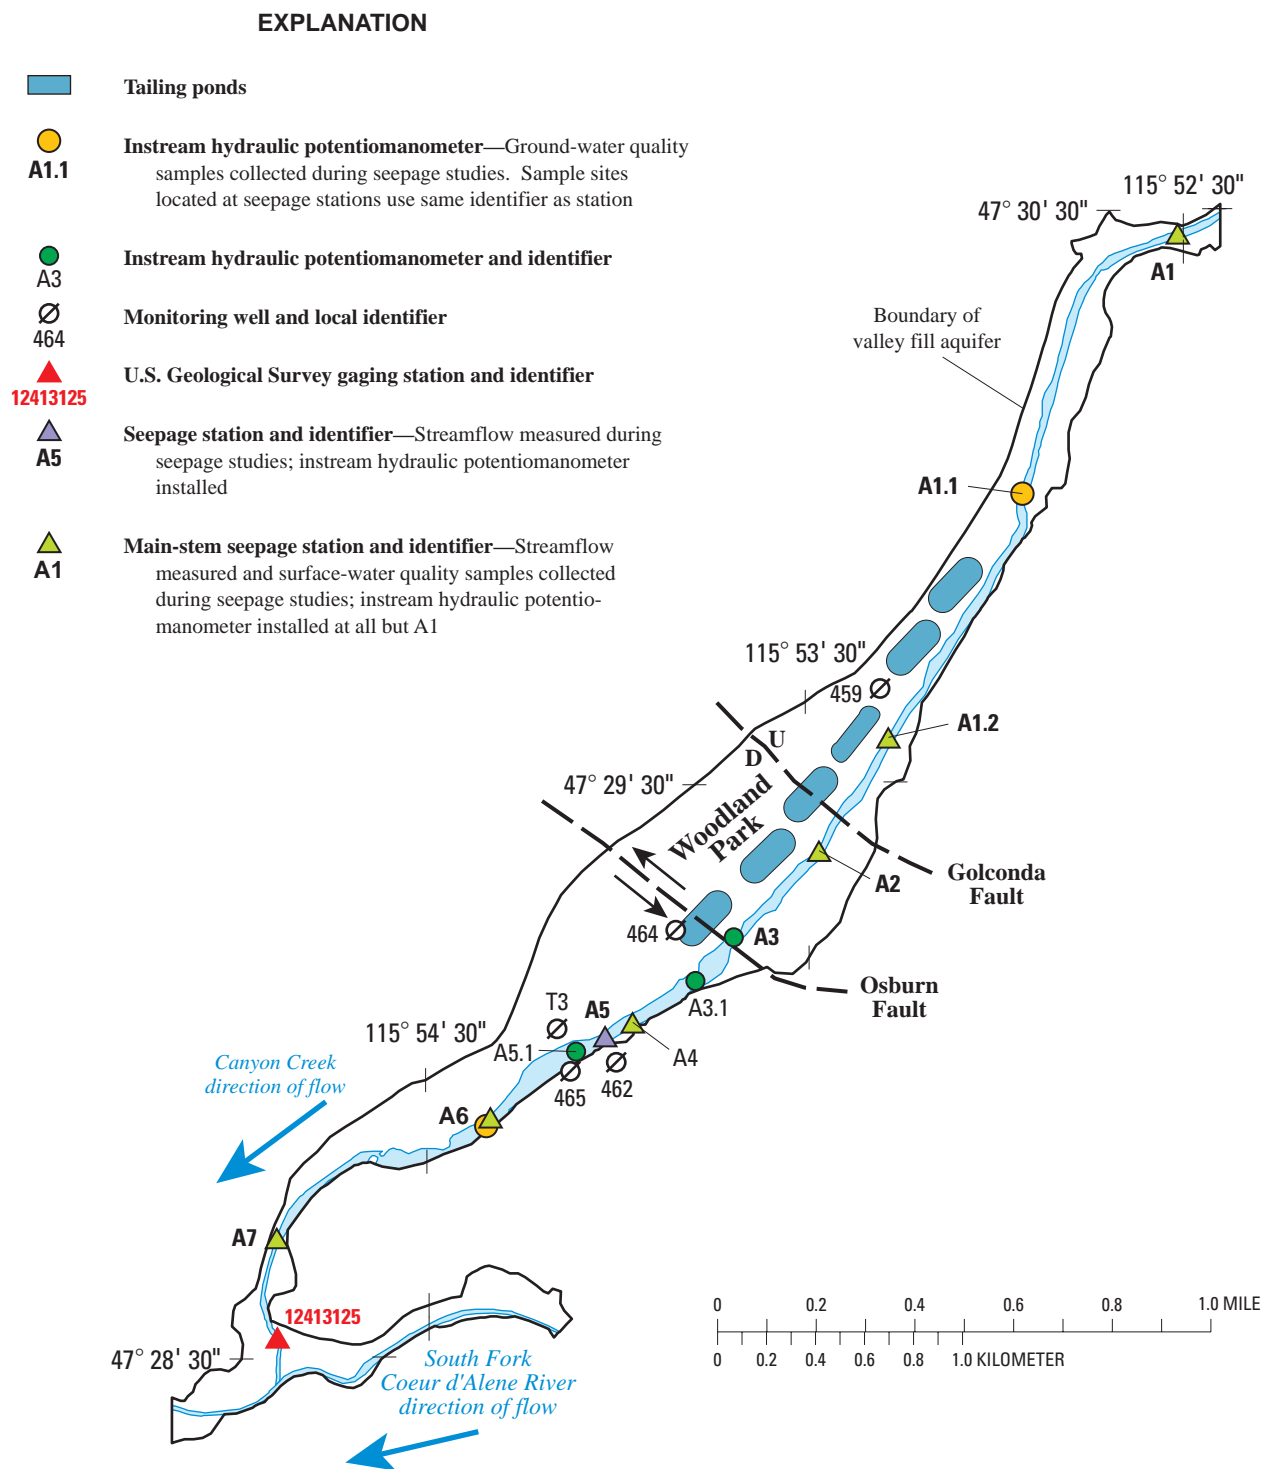 EXPLANATION
Tailing ponds
A1.1
Instream hydraulic potentiomanometer—Ground-water quality
samples collected during seepage studies. Sample sites
located at seepage stations use same identifier as station
A3
Instream hydraulic potentiomanometer and identifier
464
Monitoring well and local identifier
12413125
U.S. Geological Survey gaging station and identifier
A5
Seepage station and identifier—Streamflow measured during
seepage studies; instream hydraulic potentiomanometer
installed
A1
Main-stem seepage station and identifier—Streamflow
measured and surface-water quality samples collected
during seepage studies; instream hydraulic potentio-
manometer installed at all but A1
115° 52' 30"
47° 30' 30"
A1
Boundary of
valley fill aquifer
A1.1
115° 53' 30"
459
A1.2
U
D
47° 29' 30"
Woodland
Park
A2
Golconda
Fault
464
A3
Osburn
Fault
A3.1
T3
A5
115° 54' 30"
A5.1
A4
465
462
Canyon Creek
direction of flow
A6
A7
12413125
47° 28' 30"
South Fork
Coeur d'Alene River
direction of flow
0 0.2 0.4 0.6 0.8 1.0 MILE
0 0.2 0.4 0.6 0.8 1.0 KILOMETER